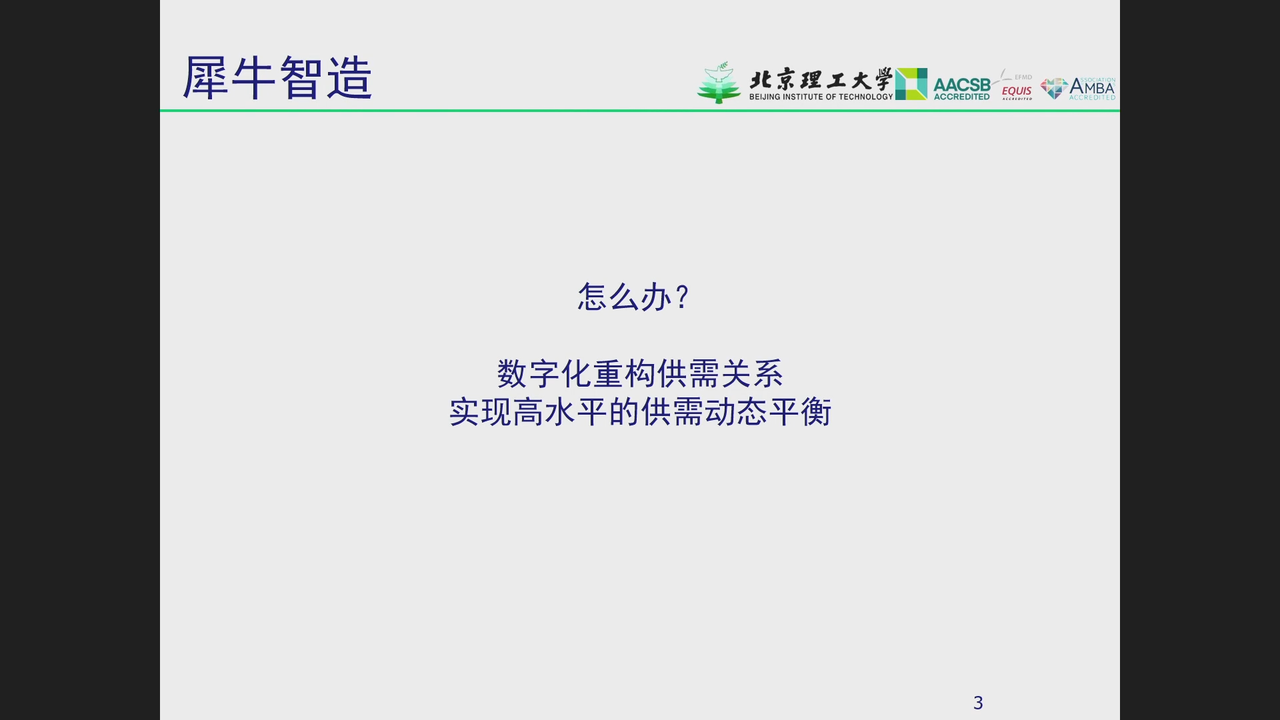 犀牛智造
北京理工大學
BEIJING INSTITUTE OF TECHNOLOGY
AACSB
ACCREDITED
EFMD
EQUIS
ACCREDITED
ASSOCIATION
AMBA
ACCREDITED
怎么办？
数字化重构供需关系
实现高水平的供需动态平衡
3